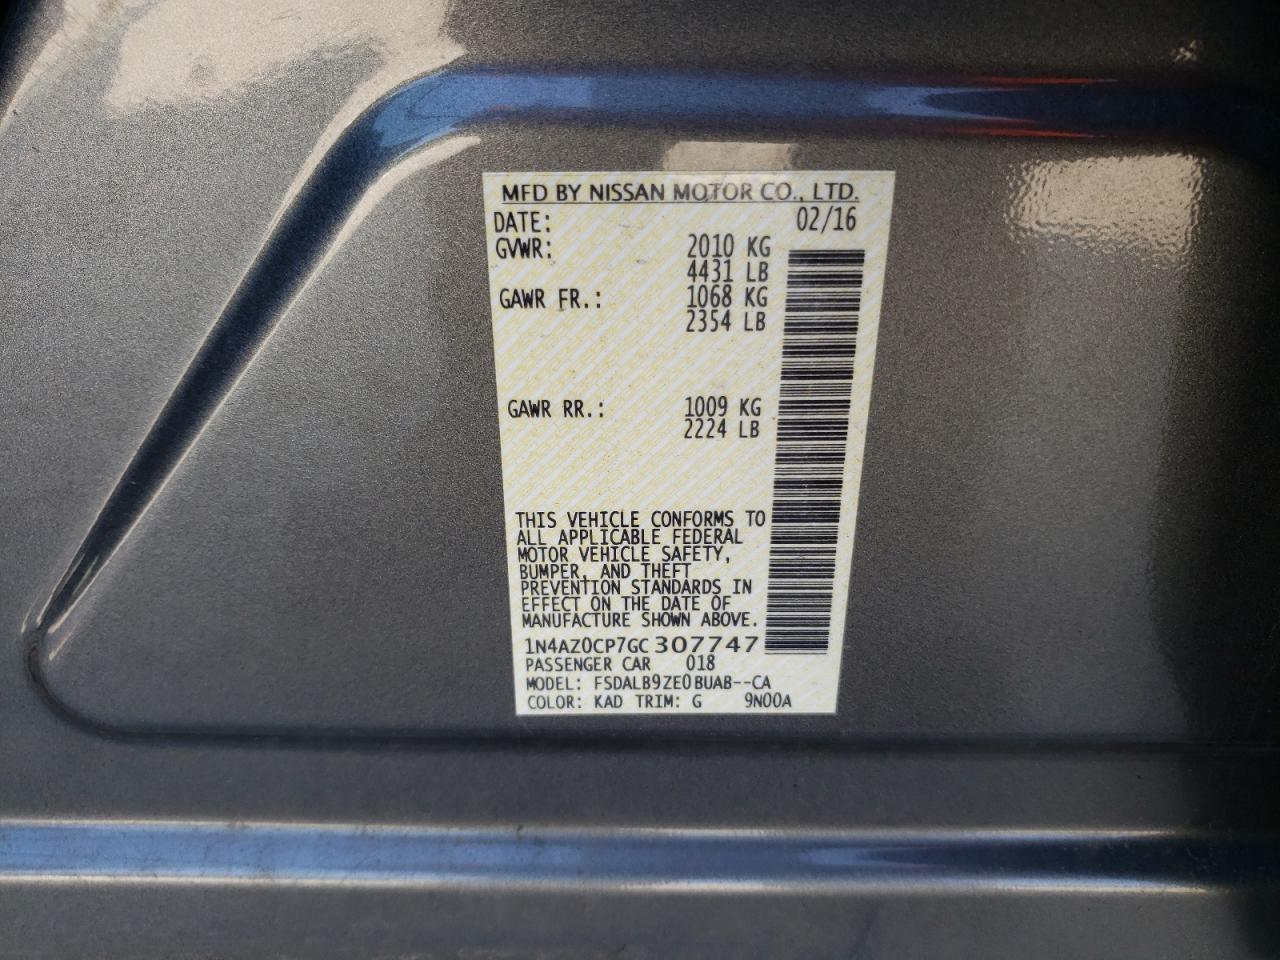 MFD BY NISSAN MOTOR CO., LTD.
DATE: 02/16
GVWR: 2010 KG
4431 LB
GAWR FR.: 1068 KG
2354 LB
GAWR RR.: 1009 KG
2224 LB
THIS VEHICLE CONFORMS TO
ALL APPLICABLE FEDERAL
MOTOR VEHICLE SAFETY,
BUMPER, AND THEFT
PREVENTION STANDARDS IN
EFFECT ON THE DATE OF
MANUFACTURE SHOWN ABOVE.
1N4AZ0CP7GC307747
PASSENGER CAR 018
MODEL: FSDALB9ZE0BUAB--CA
COLOR: KAD TRIM: G 9N00A